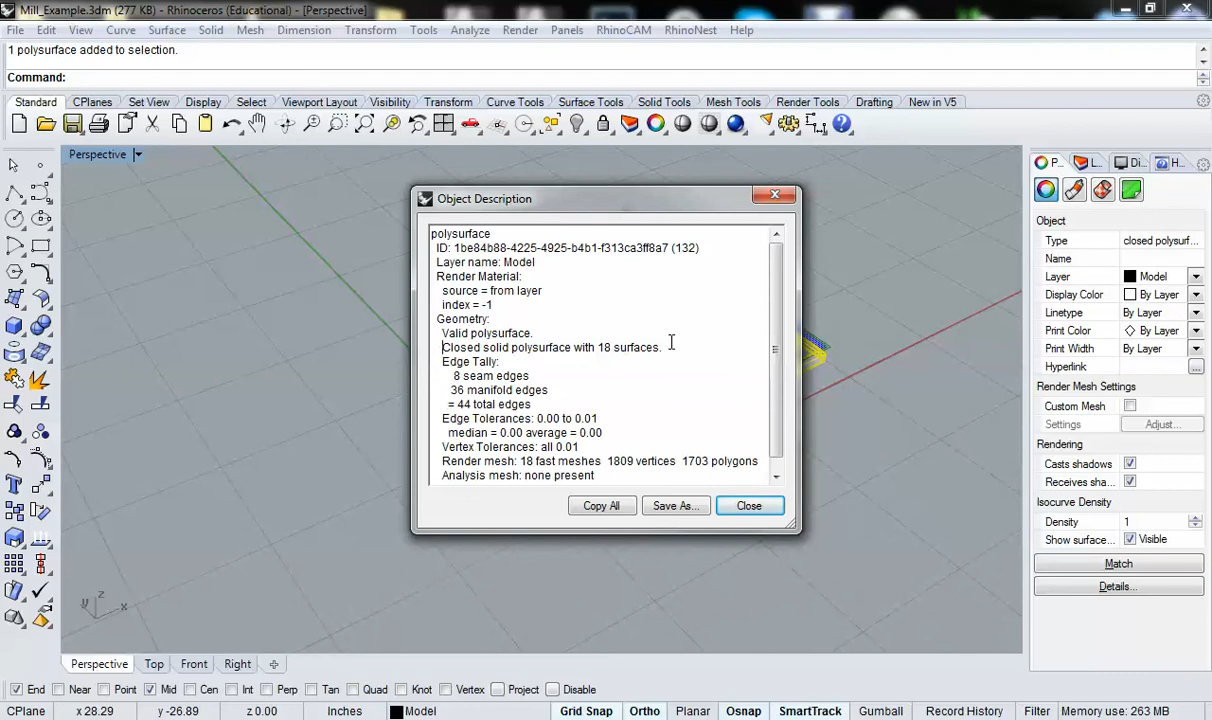 Mill_Example.3dm (277 KB) - Rhinoceros (Educational) - [Perspective]
File Edit View Curve Surface Solid Mesh Dimension Transform Tools Analyze Render Panels RhinoCAM RhinoNest Help
1 polysurface added to selection.
Command:
Standard CPlanes Set View Display Select Viewport Layout Visibility Transform Curve Tools Surface Tools Solid Tools Mesh Tools Render Tools Drafting New in V5
Perspective
P... L... Di... H...
Object Description
polysurface
ID: 1be84b88-4225-4925-b4b1-f313ca3ff8a7 (132)
Layer name: Model
Render Material:
source = from layer
index = -1
Geometry:
Valid polysurface.
Closed solid polysurface with 18 surfaces.
Edge Tally:
8 seam edges
36 manifold edges
= 44 total edges
Edge Tolerances: 0.00 to 0.01
median = 0.00 average = 0.00
Vertex Tolerances: all 0.01
Render mesh: 18 fast meshes 1809 vertices 1703 polygons
Analysis mesh: none present
Copy All Save As... Close
Object
Type closed polysurf...
Name
Layer Model
Display Color By Layer
Linetype By Layer
Print Color By Layer
Print Width By Layer
Hyperlink ...
Render Mesh Settings
Custom Mesh
Settings Adjust...
Rendering
Casts shadows
Receives sha...
Isocurve Density
Density 1
Show surface... Visible
Match
Details...
z
y x
Perspective Top Front Right
End Near Point Mid Cen Int Perp Tan Quad Knot Vertex Project Disable
CPlane x 28.29 y -26.89 z 0.00 Inches Model Grid Snap Ortho Planar Osnap SmartTrack Gumball Record History Filter Memory use: 263 MB